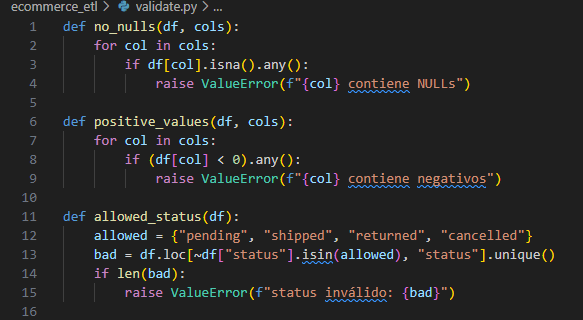 ecommerce_etl > validate.py > ...
1 def no_nulls(df, cols):
2 for col in cols:
3 if df[col].isna().any():
4 raise ValueError(f"{col} contiene NULLs")
5
6 def positive_values(df, cols):
7 for col in cols:
8 if (df[col] < 0).any():
9 raise ValueError(f"{col} contiene negativos")
10
11 def allowed_status(df):
12 allowed = {"pending", "shipped", "returned", "cancelled"}
13 bad = df.loc[~df["status"].isin(allowed), "status"].unique()
14 if len(bad):
15 raise ValueError(f"status inválido: {bad}")
16